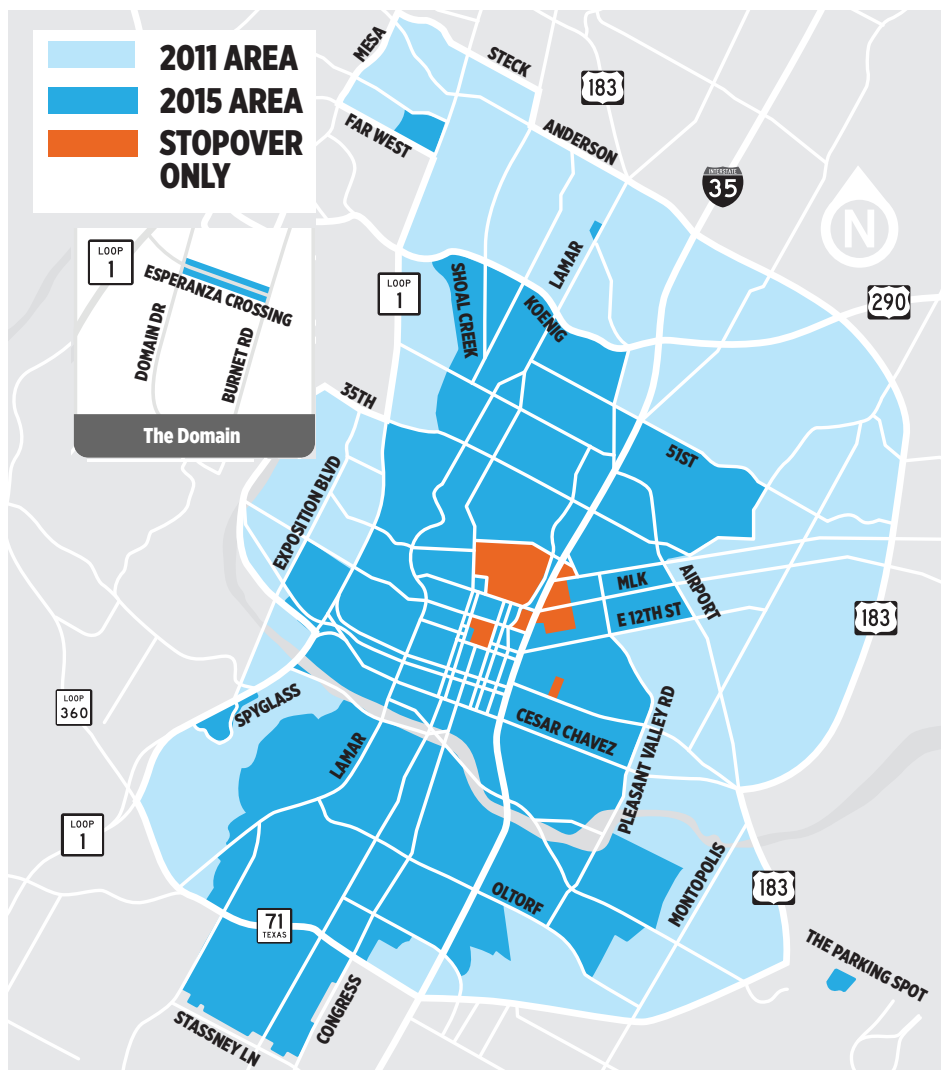 2011 AREA
2015 AREA
STOPOVER
ONLY
MESA
STECK
183
FAR WEST
ANDERSON
INTERSTATE
35
N
LOOP
1
ESPERANZA CROSSING
DOMAIN DR
BURNET RD
The Domain
LOOP
1
LAMAR
SHOAL CREEK
KOENIG
290
35TH
51ST
EXPOSITION BLVD
MLK
AIRPORT
E 12TH ST
183
LOOP
360
SPYGLASS
CESAR CHAVEZ
PLEASANT VALLEY RD
LAMAR
LOOP
1
MONTOPOLIS
OLTORF
183
71
TEXAS
THE PARKING SPOT
CONGRESS
STASSNEY LN